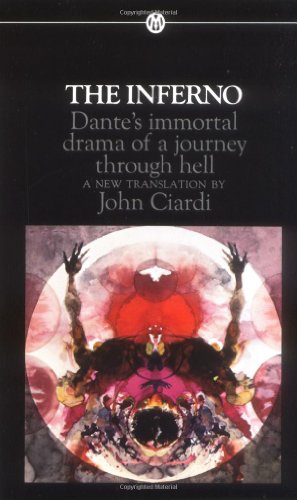 THE INFERNO
Dante's immortal
drama of a journey
through hell
A NEW TRANSLATION BY
John Ciardi